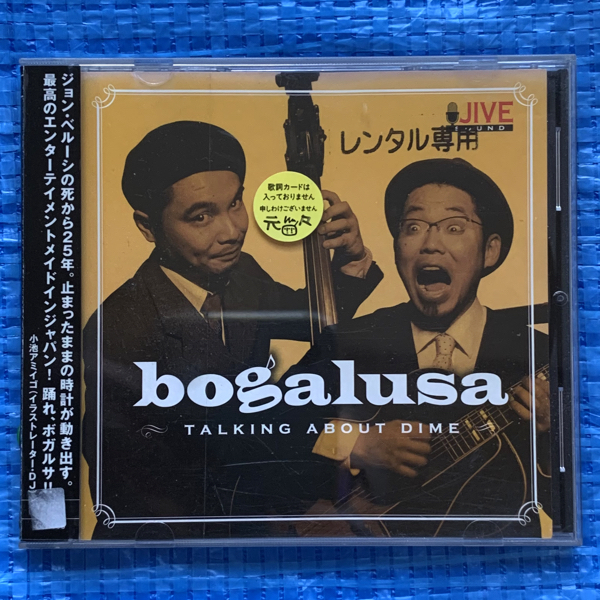 ジョン・ベルーシの死から25年。止まったままの時計が動き出す。
最高のエンターテイメントメイドインジャパン!踊れ、ボガルサ!!
小池アミイゴ(イラストレーター・DJ)
JIVE
SOUND
レンタル専用
歌詞カードは
入っておりません
申しわけございません
bogalusa
TALKING ABOUT DIME